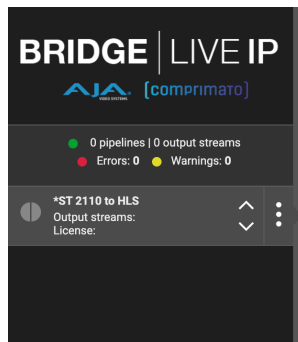 BRIDGE | LIVE IP
AJA VIDEO SYSTEMS [comprimato]
0 pipelines | 0 output streams
Errors: 0 Warnings: 0
*ST 2110 to HLS
Output streams:
License: